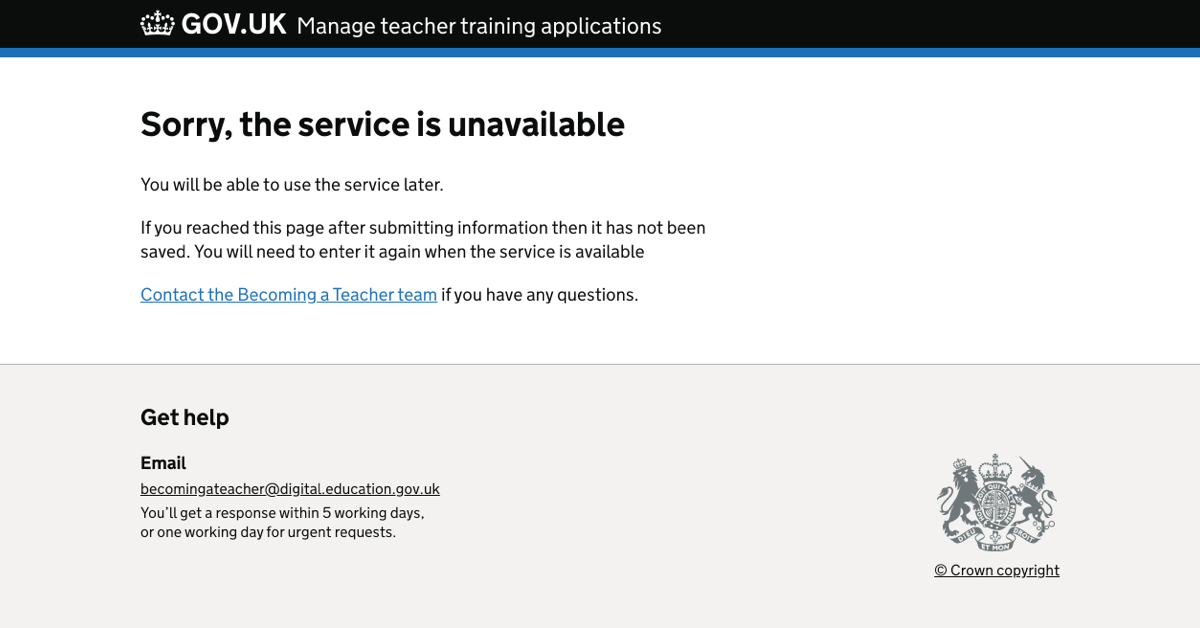 GOV.UK Manage teacher training applications
Sorry, the service is unavailable
You will be able to use the service later.
If you reached this page after submitting information then it has not been
saved. You will need to enter it again when the service is available
Contact the Becoming a Teacher team if you have any questions.
Get help
Email
becomingateacher@digital.education.gov.uk
You’ll get a response within 5 working days,
or one working day for urgent requests.
DIEU ET MON DROIT
© Crown copyright